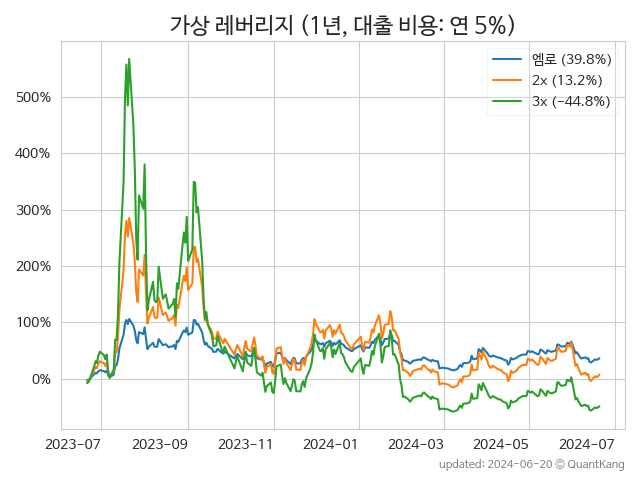 가상 레버리지 (1년, 대출 비용: 연 5%)
엠로 (39.8%)
2x (13.2%)
3x (−44.8%)
500%
400%
300%
200%
100%
0%
2023-07 2023-09 2023-11 2024-01 2024-03 2024-05 2024-07
updated: 2024-06-20 © QuantKang